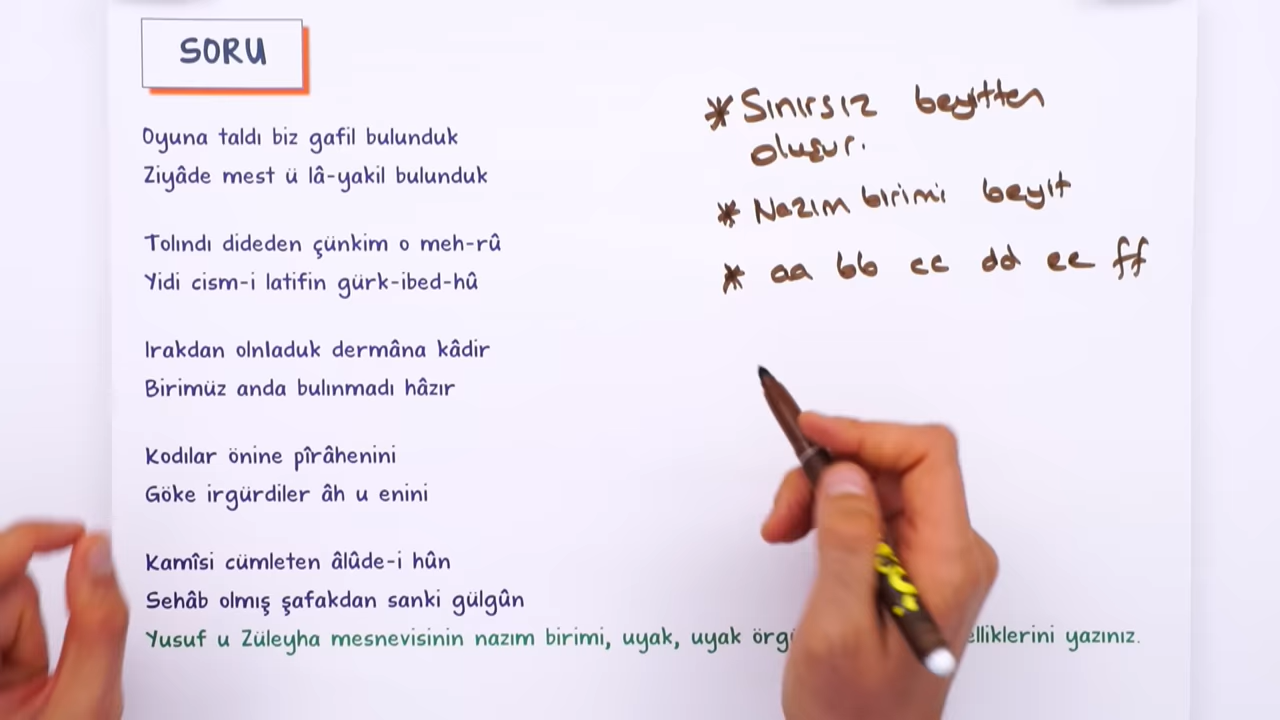 SORU
Oyuna taldı biz gafil bulunduk
Ziyâde mest ü lâ-yakil bulunduk
Tolındı dideden çünkim o meh-rû
Yidi cism-i latifin gürk-ibed-hû
Irakdan olnladuk dermâna kâdir
Birimüz anda bulınmadı hâzır
Kodılar önine pîrâhenini
Göke irgürdiler âh u enini
Kamîsi cümleten âlûde-i hûn
Sehâb olmış şafakdan sanki gülgûn
Yusuf u Züleyha mesnevisinin nazım birimi, uyak, uyak örgü elliklerini yazınız.
* Sınırsız beyitten
oluşur.
* Nazım birimi beyit
* aa bb cc dd ee ff